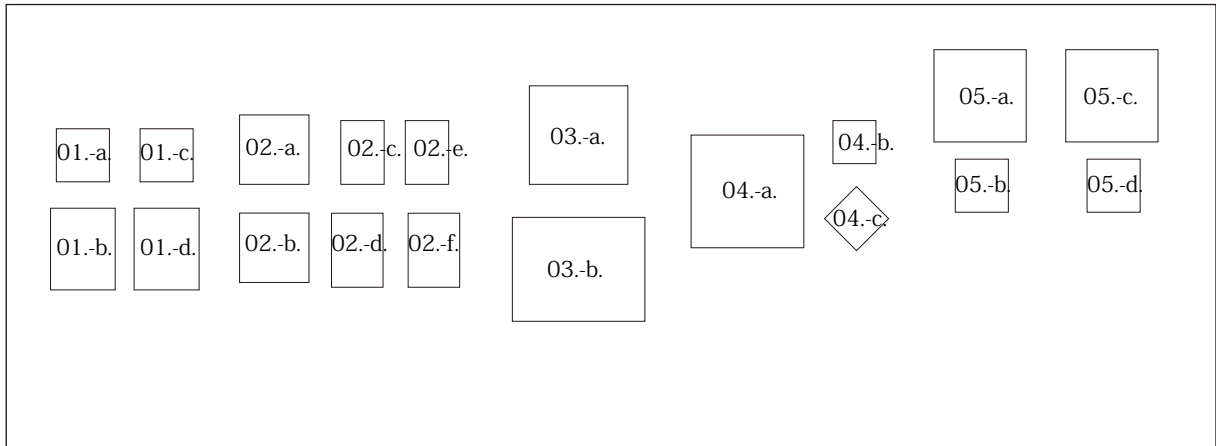 01.-a.
01.-c.
01.-b.
01.-d.
02.-a.
02.-c.
02.-e.
02.-b.
02.-d.
02.-f.
03.-a.
03.-b.
04.-a.
04.-b.
04.-c.
05.-a.
05.-c.
05.-b.
05.-d.